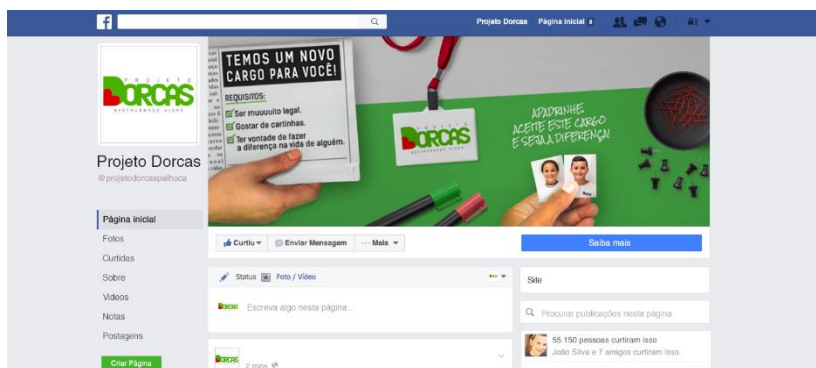 Projeto Dorcas Página inicial
PROJETO
DORCAS
RESTAURANDO VIDAS
TEMOS UM NOVO
CARGO PARA VOCÊ!
REQUISITOS:
Ser muuuuito legal.
Gostar de cartinhas.
Ter vontade de fazer
a diferença na vida de alguém.
DORCAS
APADRINHE,
ACEITE ESTE CARGO
E SEJA A DIFERENÇA!
Projeto Dorcas
@projetodorcaspalhoca
Página inicial
Fotos
Curtidas
Sobre
Vídeos
Notas
Postagens
Criar Página
Curtiu
Enviar Mensagem
Mais
Saiba mais
Status Foto / Vídeo
DORCAS
Escreva algo nesta página...
DORCAS
2 mins
Site
Procurar publicações nesta página
55.150 pessoas curtiram isso
João Silva e 7 amigos curtiram isso